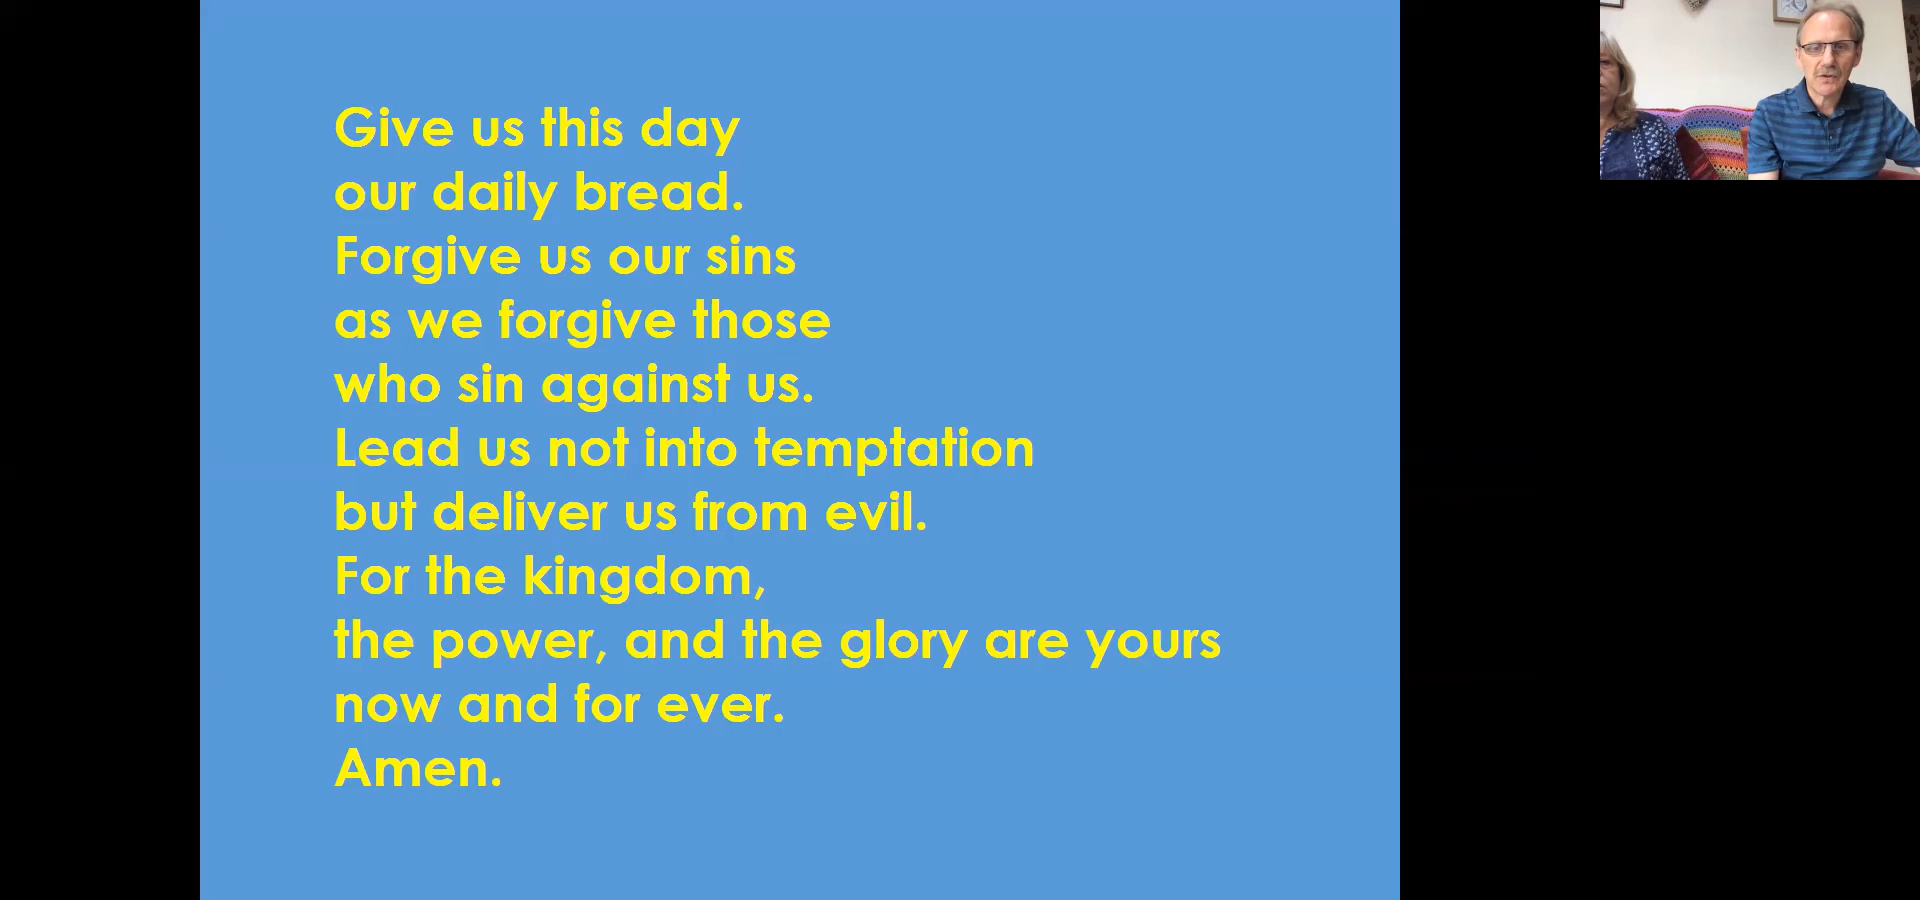 Give us this day
our daily bread.
Forgive us our sins
as we forgive those
who sin against us.
Lead us not into temptation
but deliver us from evil.
For the kingdom,
the power, and the glory are yours
now and for ever.
Amen.